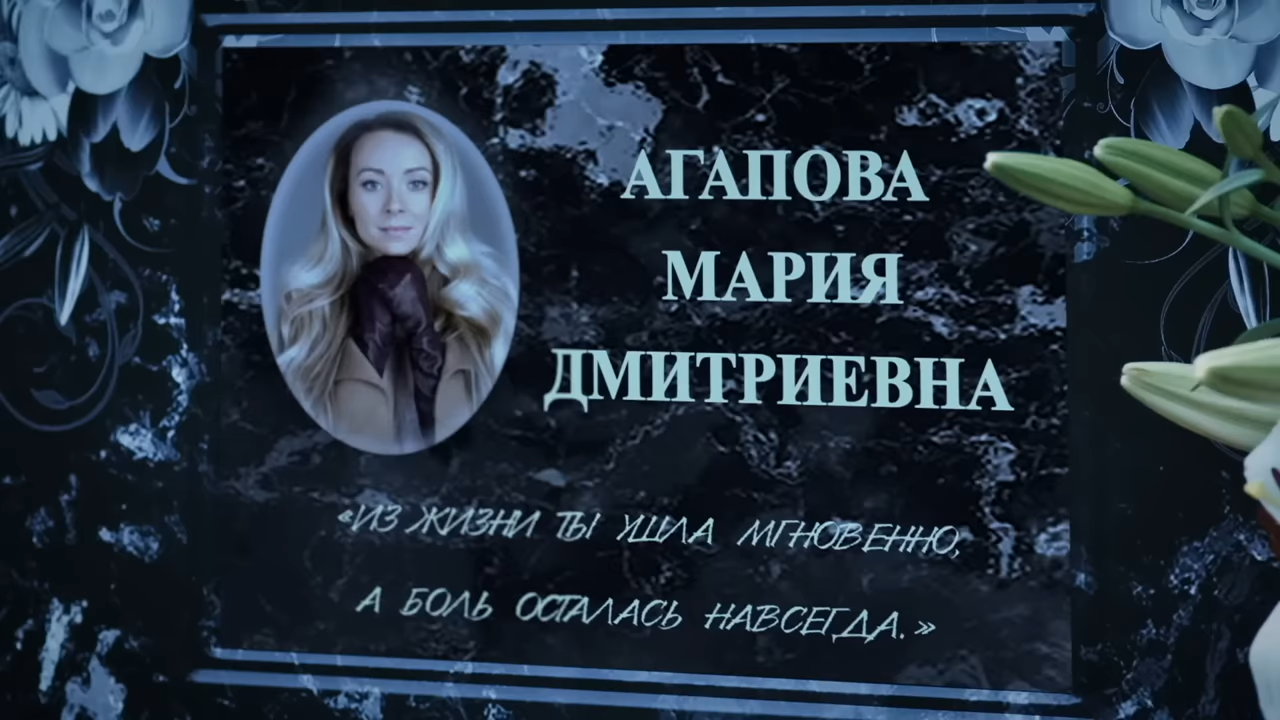 АГАПОВА
МАРИЯ
ДМИТРИЕВНА
«ИЗ ЖИЗНИ ТЫ УШЛА МГНОВЕННО,
А БОЛЬ ОСТАЛАСЬ НАВСЕГДА.»